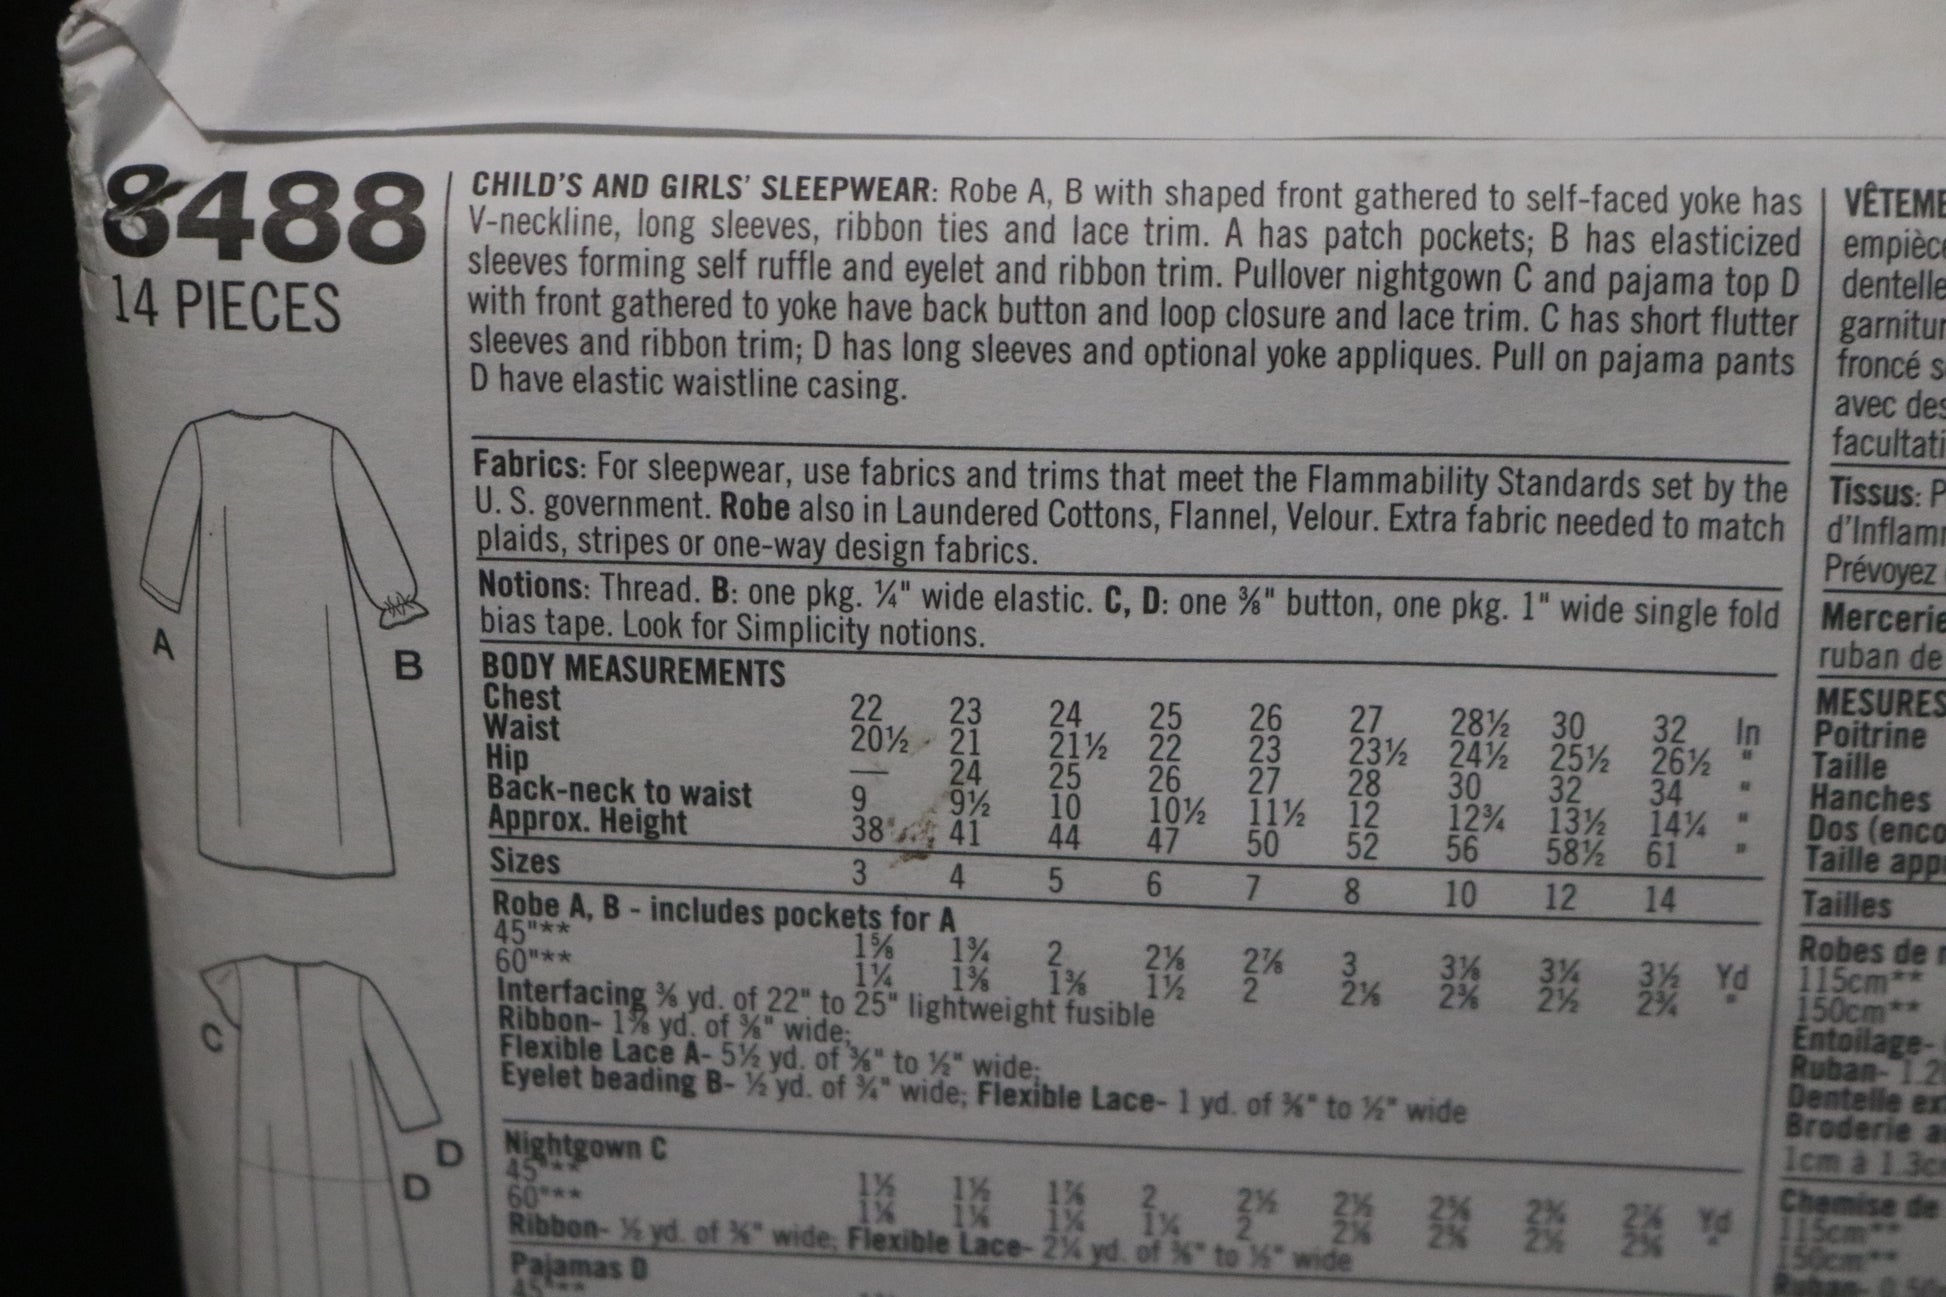 8488
14 PIECES
A
B
C
D
D
CHILD'S AND GIRLS' SLEEPWEAR: Robe A, B with shaped front gathered to self-faced yoke has
V-neckline, long sleeves, ribbon ties and lace trim. A has patch pockets; B has elasticized
sleeves forming self ruffle and eyelet and ribbon trim. Pullover nightgown C and pajama top D
with front gathered to yoke have back button and loop closure and lace trim. C has short flutter
sleeves and ribbon trim; D has long sleeves and optional yoke appliques. Pull on pajama pants
D have elastic waistline casing.
Fabrics: For sleepwear, use fabrics and trims that meet the Flammability Standards set by the
U. S. government. Robe also in Laundered Cottons, Flannel, Velour. Extra fabric needed to match
plaids, stripes or one-way design fabrics.
Notions: Thread. B: one pkg. ¼" wide elastic. C, D: one ⅜" button, one pkg. 1" wide single fold
bias tape. Look for Simplicity notions.
BODY MEASUREMENTS
Chest 22 23 24 25 26 27 28½ 30 32 In
Waist 20½ 21 21½ 22 23 23½ 24½ 25½ 26½ "
Hip — 24 25 26 27 28 30 32 34 "
Back-neck to waist 9 9½ 10 10½ 11½ 12 12¾ 13½ 14¼ "
Approx. Height 38 41 44 47 50 52 56 58½ 61 "
Sizes 3 4 5 6 7 8 10 12 14
Robe A, B - includes pockets for A
45"** 1⅝ 1¾ 2 2⅛ 2⅞ 3 3⅛ 3¼ 3½ Yd
60"** 1¼ 1⅜ 1⅜ 1½ 2 2⅛ 2⅜ 2½ 2¾ "
Interfacing ⅜ yd. of 22" to 25" lightweight fusible
Ribbon- yd. of ⅜" wide;
Flexible Lace A- 5½ yd. of ⅜" to ½" wide;
Eyelet beading B- ½ yd. of ¾" wide; Flexible Lace- 1 yd. of ⅜" to ½" wide
Nightgown C
45"** 2 Yd
60"** 2 "
Ribbon- yd. of wide; Flexible Lace- yd. of to ½" wide
Pajamas D
45"**
VÊTEME
empièce
dentelle
garnitur
froncé s
avec des
facultati
Tissus: P
d'Inflamm
Prévoyez
Mercerie
ruban de
MESURES
Poitrine
Taille
Hanches
Dos (enco
Taille app
Tailles
Robes de
115cm**
150cm**
Entoilage-
Ruban- 1.2
Dentelle ex
Broderie a
1cm à 1.3c
Chemise de
115cm**
150cm**
Ruban-